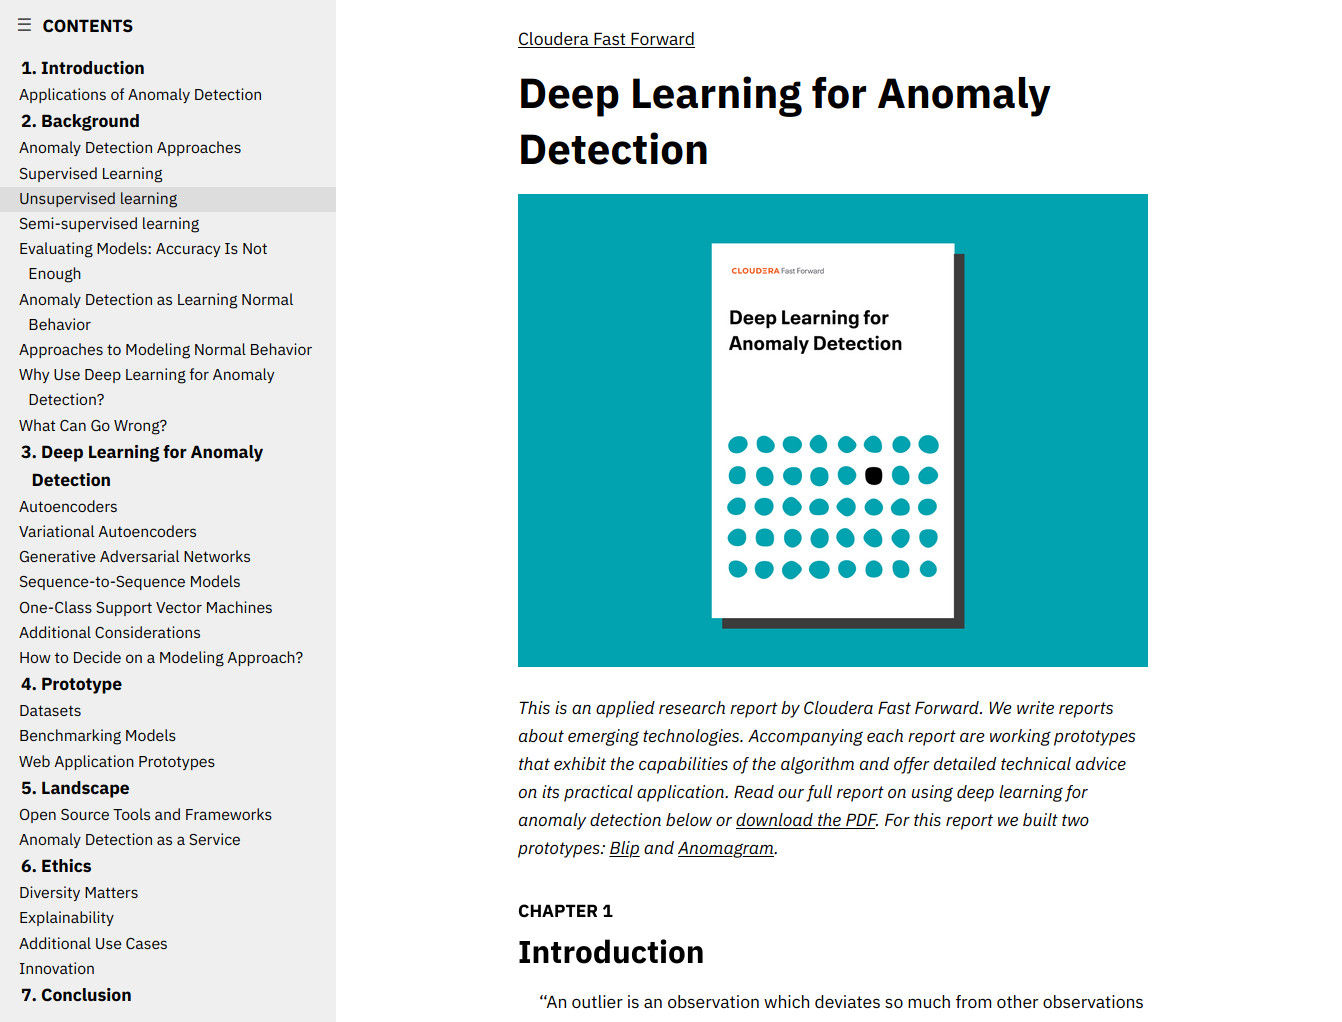 ☰ CONTENTS
1. Introduction
Applications of Anomaly Detection
2. Background
Anomaly Detection Approaches
Supervised Learning
Unsupervised learning
Semi-supervised learning
Evaluating Models: Accuracy Is Not
Enough
Anomaly Detection as Learning Normal
Behavior
Approaches to Modeling Normal Behavior
Why Use Deep Learning for Anomaly
Detection?
What Can Go Wrong?
3. Deep Learning for Anomaly
Detection
Autoencoders
Variational Autoencoders
Generative Adversarial Networks
Sequence-to-Sequence Models
One-Class Support Vector Machines
Additional Considerations
How to Decide on a Modeling Approach?
4. Prototype
Datasets
Benchmarking Models
Web Application Prototypes
5. Landscape
Open Source Tools and Frameworks
Anomaly Detection as a Service
6. Ethics
Diversity Matters
Explainability
Additional Use Cases
Innovation
7. Conclusion
Cloudera Fast Forward
Deep Learning for Anomaly
Detection
CLOUDERA Fast Forward
Deep Learning for
Anomaly Detection
This is an applied research report by Cloudera Fast Forward. We write reports
about emerging technologies. Accompanying each report are working prototypes
that exhibit the capabilities of the algorithm and offer detailed technical advice
on its practical application. Read our full report on using deep learning for
anomaly detection below or download the PDF. For this report we built two
prototypes: Blip and Anomagram.
CHAPTER 1
Introduction
“An outlier is an observation which deviates so much from other observations